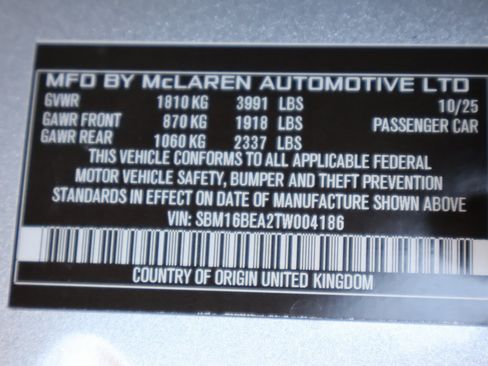 MFD BY McLAREN AUTOMOTIVE LTD
GVWR 1810 KG 3991 LBS 10/25
GAWR FRONT 870 KG 1918 LBS PASSENGER CAR
GAWR REAR 1060 KG 2337 LBS
THIS VEHICLE CONFORMS TO ALL APPLICABLE FEDERAL
MOTOR VEHICLE SAFETY, BUMPER AND THEFT PREVENTION
STANDARDS IN EFFECT ON DATE OF MANUFACTURE SHOWN ABOVE
VIN: SBM16BEA2TW004186
COUNTRY OF ORIGIN UNITED KINGDOM